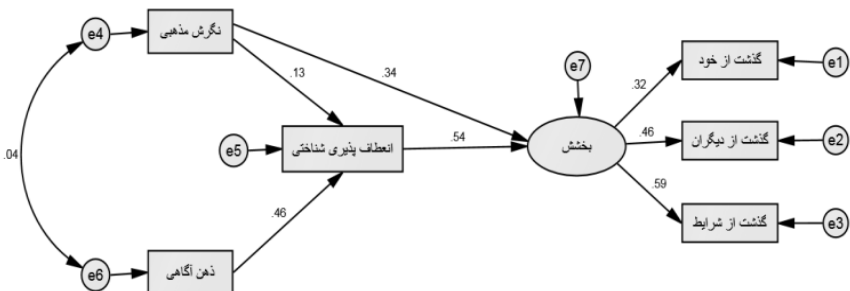 e4
نگرش مذهبی
e7
گذشت از خود
e1
.13
.34
.32
.04
e5
انعطاف پذیری شناختی
.54
بخشش
.46
گذشت از دیگران
e2
.46
.59
گذشت از شرایط
e3
e6
ذهن آگاهی